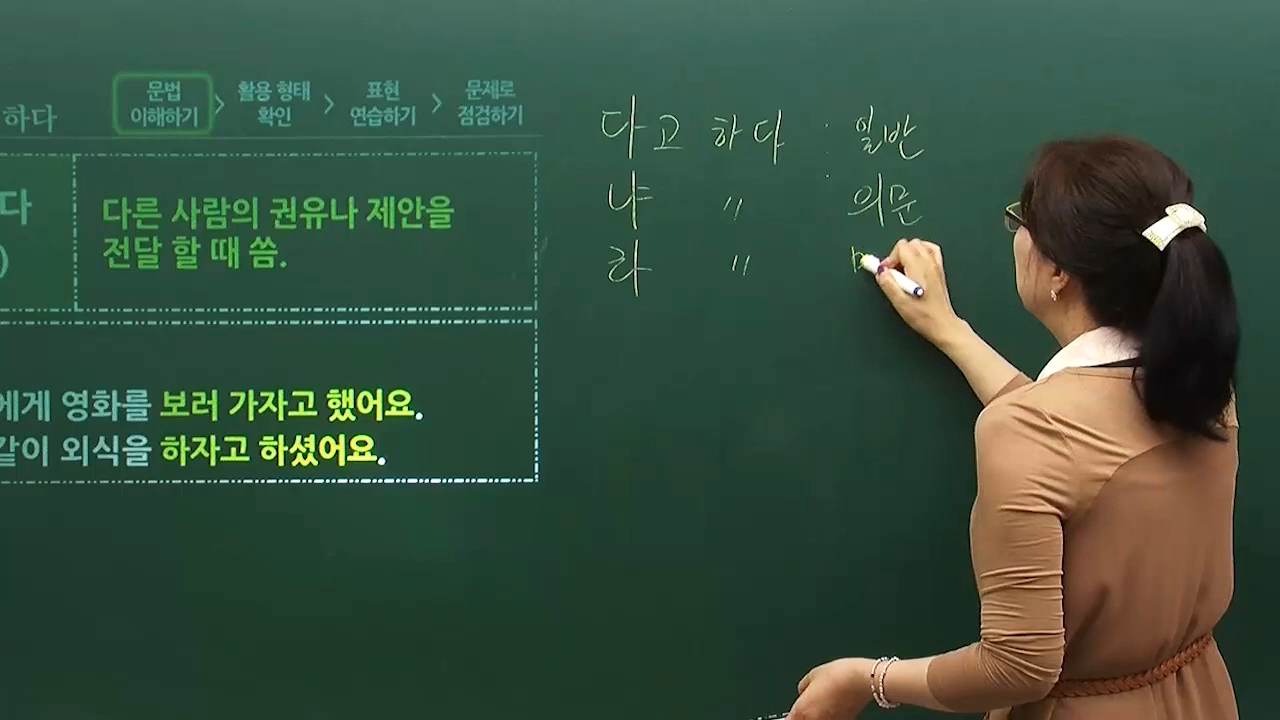 하다
문법
이해하기
활용 형태
확인
표현
연습하기
문제로
점검하기
다
)
다른 사람의 권유나 제안을
전달 할 때 씀.
에게 영화를 보러 가자고 했어요.
같이 외식을 하자고 하셨어요.
다고 하다 : 일반
냐 〃 의문
라 〃